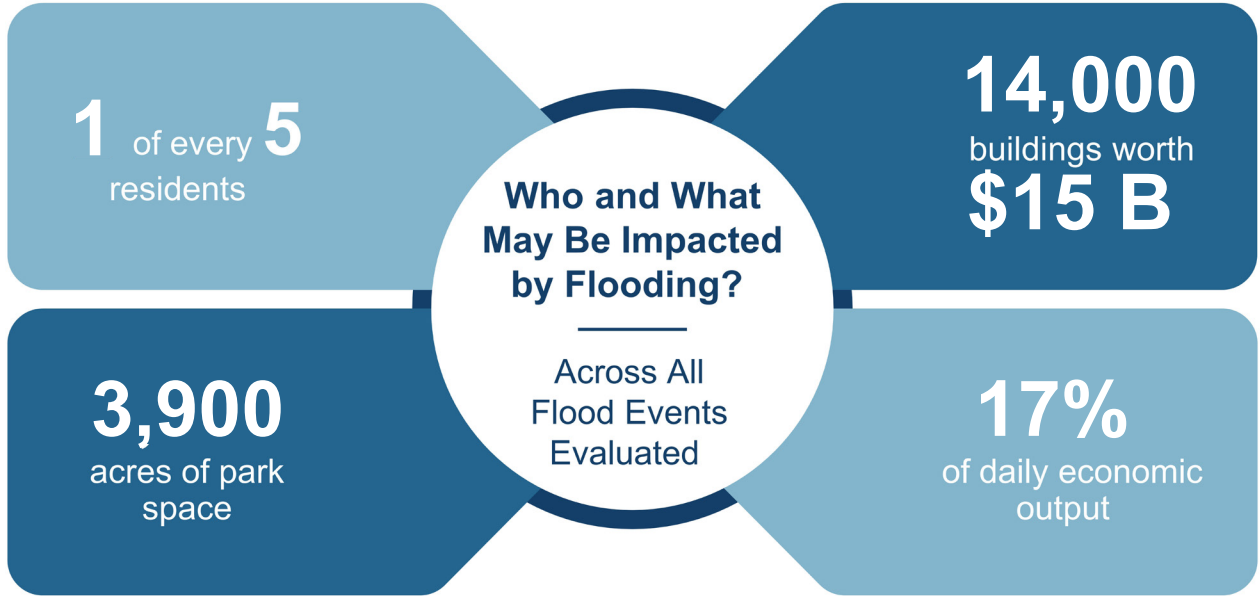 1 of every 5
residents
14,000
buildings worth
$15 B
Who and What
May Be Impacted
by Flooding?
Across All
Flood Events
Evaluated
3,900
acres of park
space
17%
of daily economic
output